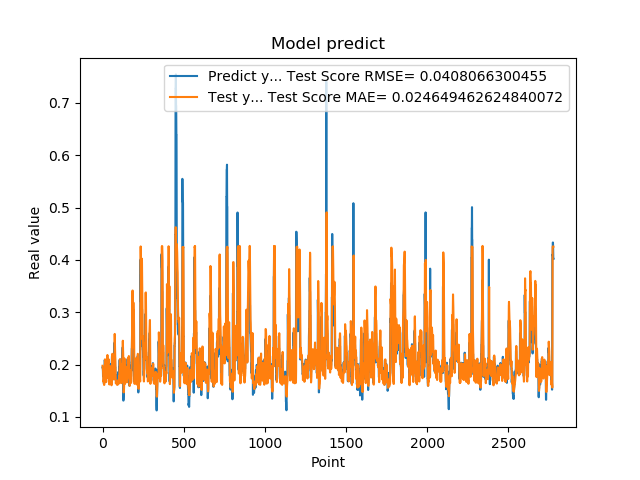 Model predict
Predict y... Test Score RMSE= 0.0408066300455
Test y... Test Score MAE= 0.024649462624840072
0.7
0.6
0.5
0.4
0.3
0.2
0.1
Real value
0
500
1000
1500
2000
2500
Point